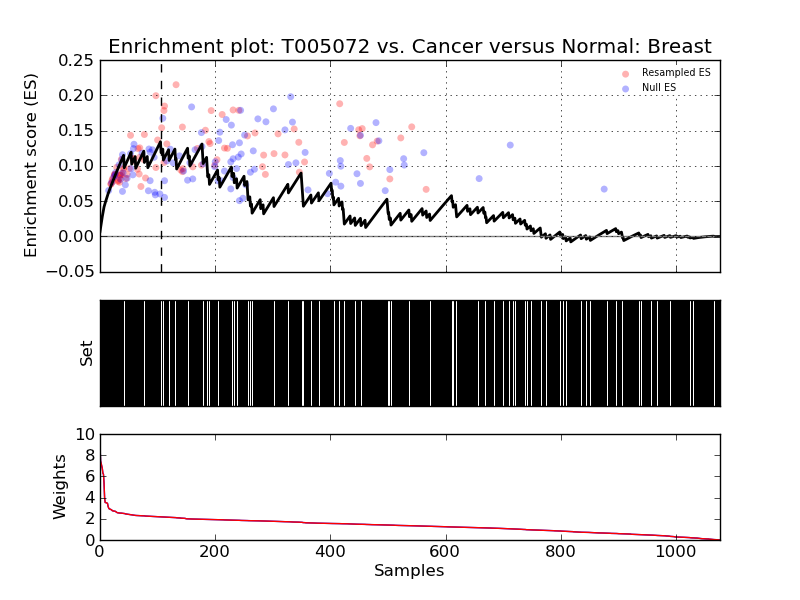 Enrichment plot: T005072 vs. Cancer versus Normal: Breast
0.25
0.20
0.15
0.10
0.05
0.00
−0.05
Enrichment score (ES)
Resampled ES
Null ES
Set
10
8
6
4
2
0
Weights
0 200 400 600 800 1000
Samples